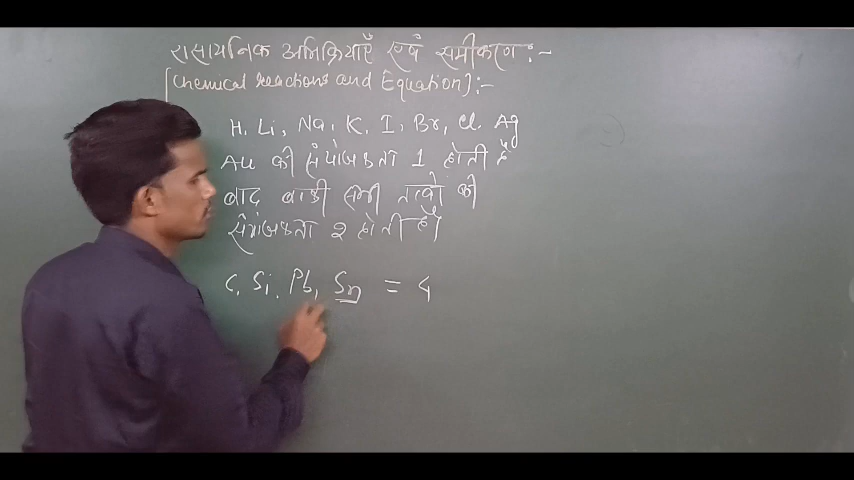 रासायनिक अभिक्रियाएँ एवं समीकरण :-
[Chemical reactions and Equation] :-
H, Li, Na, K, I, Br, Cl. Ag
Au की संयोजकता 1 होती है
बाद बाकी सभी तत्वो की
संयोजकता 2 होती है
C, Si, Pb, Sn = 4